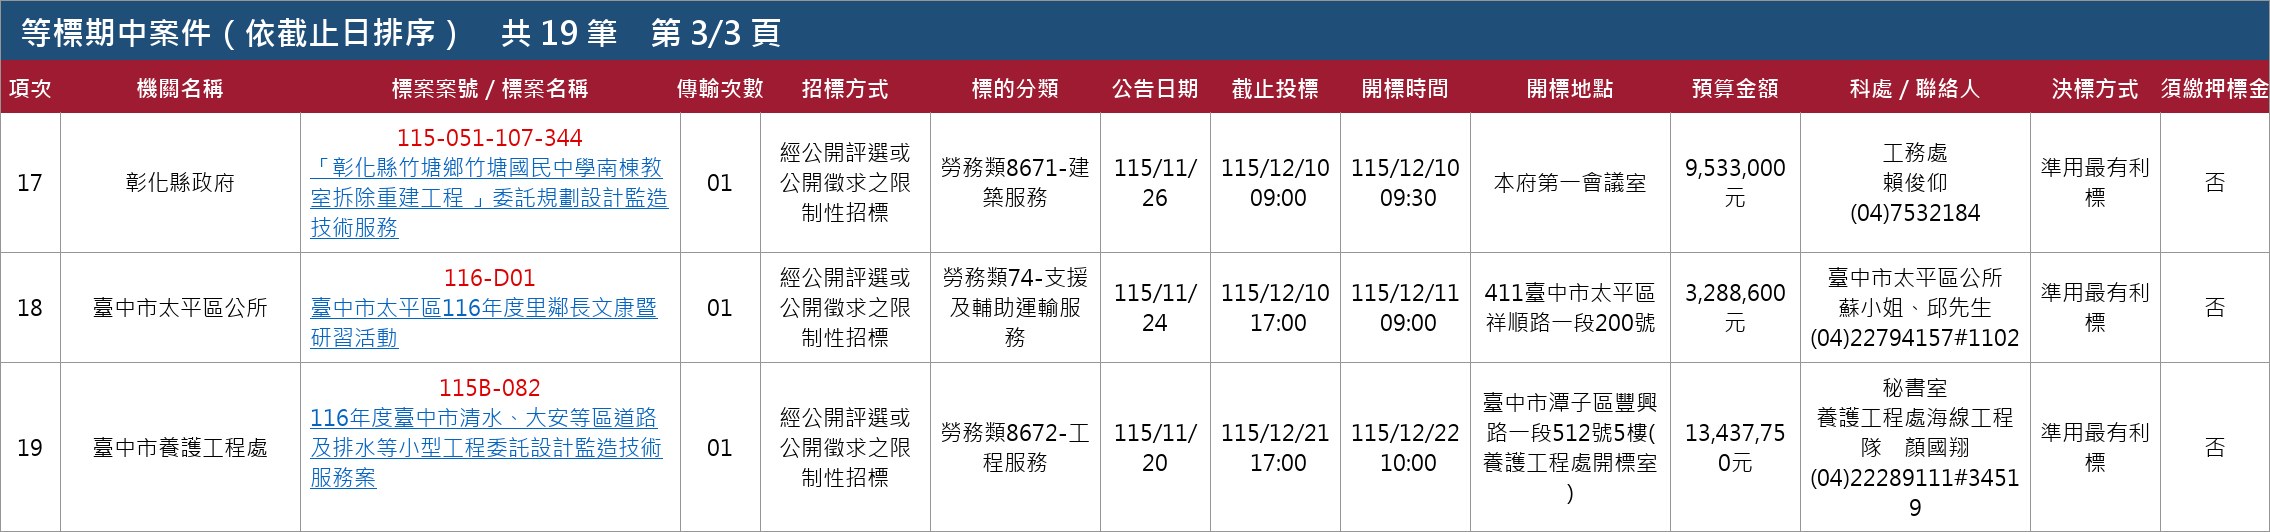 等標期中案件（依截止日排序） 共 19 筆 第 3/3 頁
項次 機關名稱 標案案號 / 標案名稱 傳輸次數 招標方式 標的分類 公告日期 截止投標 開標時間 開標地點 預算金額 科處 / 聯絡人 決標方式 須繳押標金
17
彰化縣政府
115-051-107-344
「彰化縣竹塘鄉竹塘國民中學南棟教
室拆除重建工程 」委託規劃設計監造
技術服務
01
經公開評選或
公開徵求之限
制性招標
勞務類8671-建
築服務
115/11/
26
115/12/10
09:00
115/12/10
09:30
本府第一會議室
9,533,000
元
工務處
賴俊仰
(04)7532184
準用最有利
標
否
18
臺中市太平區公所
116-D01
臺中市太平區116年度里鄰長文康暨
研習活動
01
經公開評選或
公開徵求之限
制性招標
勞務類74-支援
及輔助運輸服
務
115/11/
24
115/12/10
17:00
115/12/11
09:00
411臺中市太平區
祥順路一段200號
3,288,600
元
臺中市太平區公所
蘇小姐、邱先生
(04)22794157#1102
準用最有利
標
否
19
臺中市養護工程處
115B-082
116年度臺中市清水、大安等區道路
及排水等小型工程委託設計監造技術
服務案
01
經公開評選或
公開徵求之限
制性招標
勞務類8672-工
程服務
115/11/
20
115/12/21
17:00
115/12/22
10:00
臺中市潭子區豐興
路一段512號5樓(
養護工程處開標室
)
13,437,75
0元
秘書室
養護工程處海線工程
隊 顏國翔
(04)22289111#3451
9
準用最有利
標
否